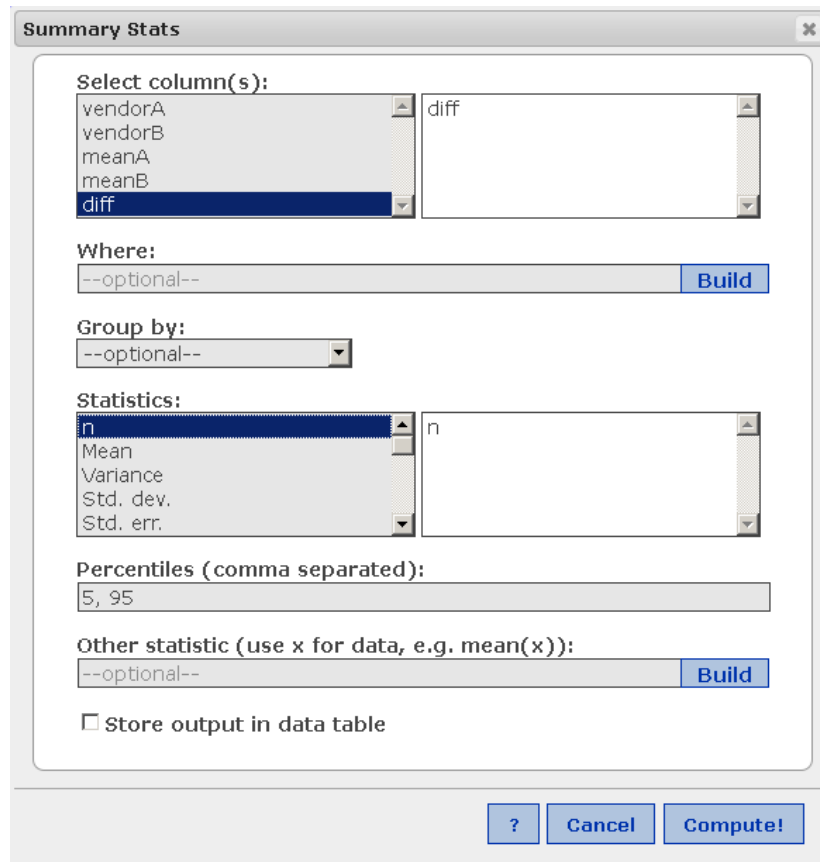 Summary Stats
Select column(s):
vendorA
vendorB
meanA
meanB
diff
diff
Where:
--optional--
Build
Group by:
--optional--
Statistics:
n
Mean
Variance
Std. dev.
Std. err.
n
Percentiles (comma separated):
5, 95
Other statistic (use x for data, e.g. mean(x)):
--optional--
Build
Store output in data table
?
Cancel
Compute!